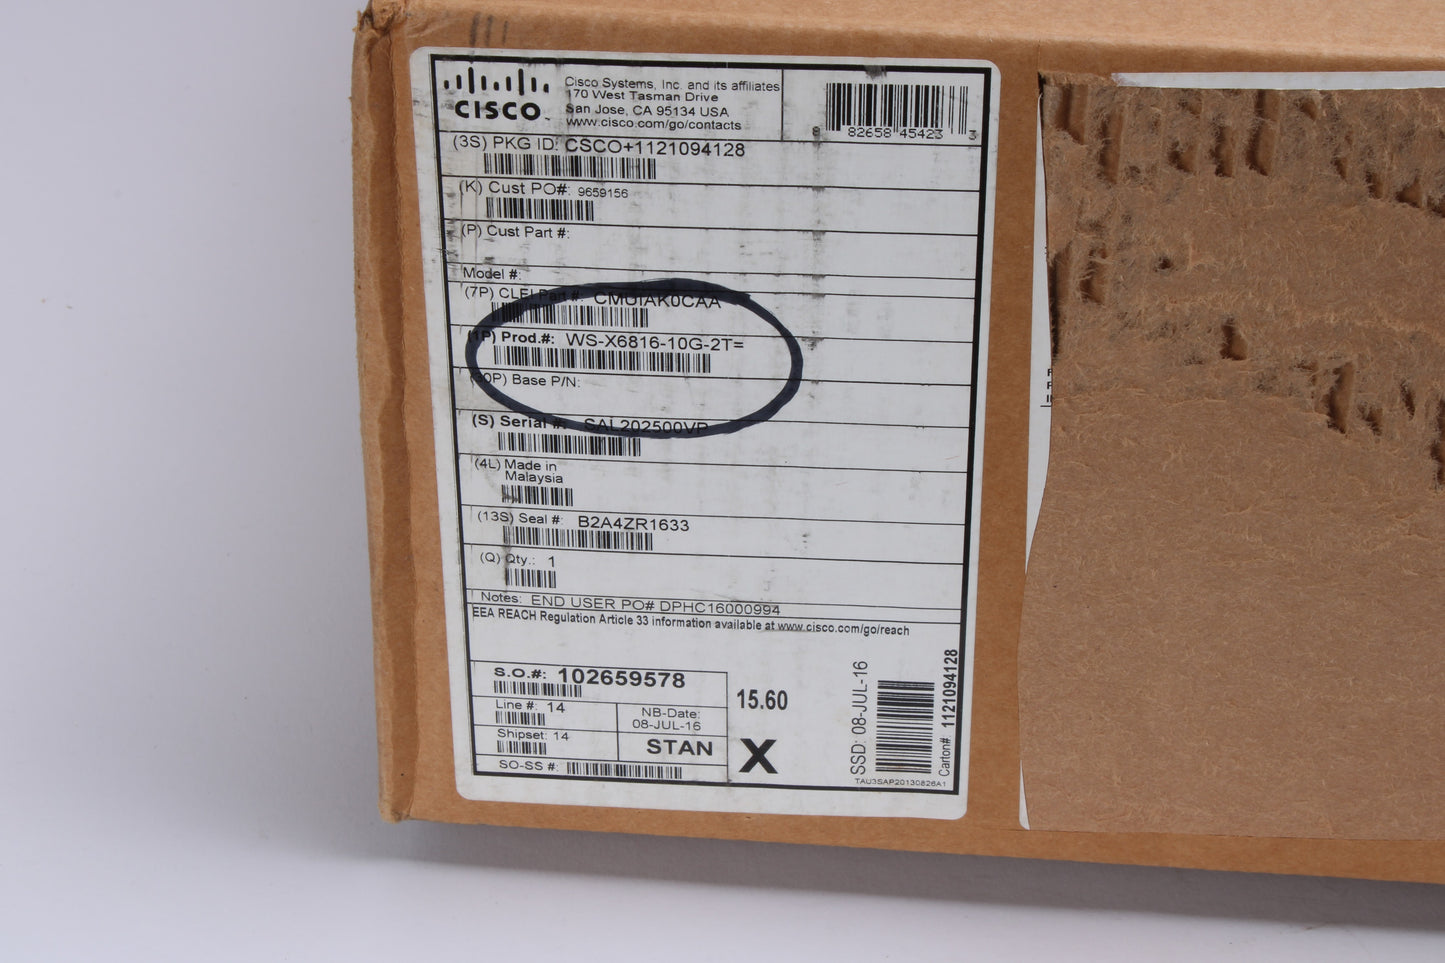 CISCO
Cisco Systems, Inc. and its affiliates
170 West Tasman Drive
San Jose, CA 95134 USA
www.cisco.com/go/contacts
8 82658 45423 3
(3S) PKG ID: CSCO+1121094128
(K) Cust PO#: 9659156
(P) Cust Part #:
Model #:
(7P) CLEI Part #: CMUIAK0CAA
(1P) Prod.#: WS-X6816-10G-2T=
(30P) Base P/N:
(S) Serial #: SAL202500VP
(4L) Made in
Malaysia
(13S) Seal #: B2A4ZR1633
(Q) Qty.: 1
Notes: END USER PO# DPHC16000994
EEA REACH Regulation Article 33 information available at www.cisco.com/go/reach
S.O.#: 102659578
Line #: 14
Shipset: 14
SO-SS #:
NB-Date:
08-JUL-16
STAN
15.60
X
SSD: 08-JUL-16
Carton#: 1121094128
TAU3SAP20130826A1